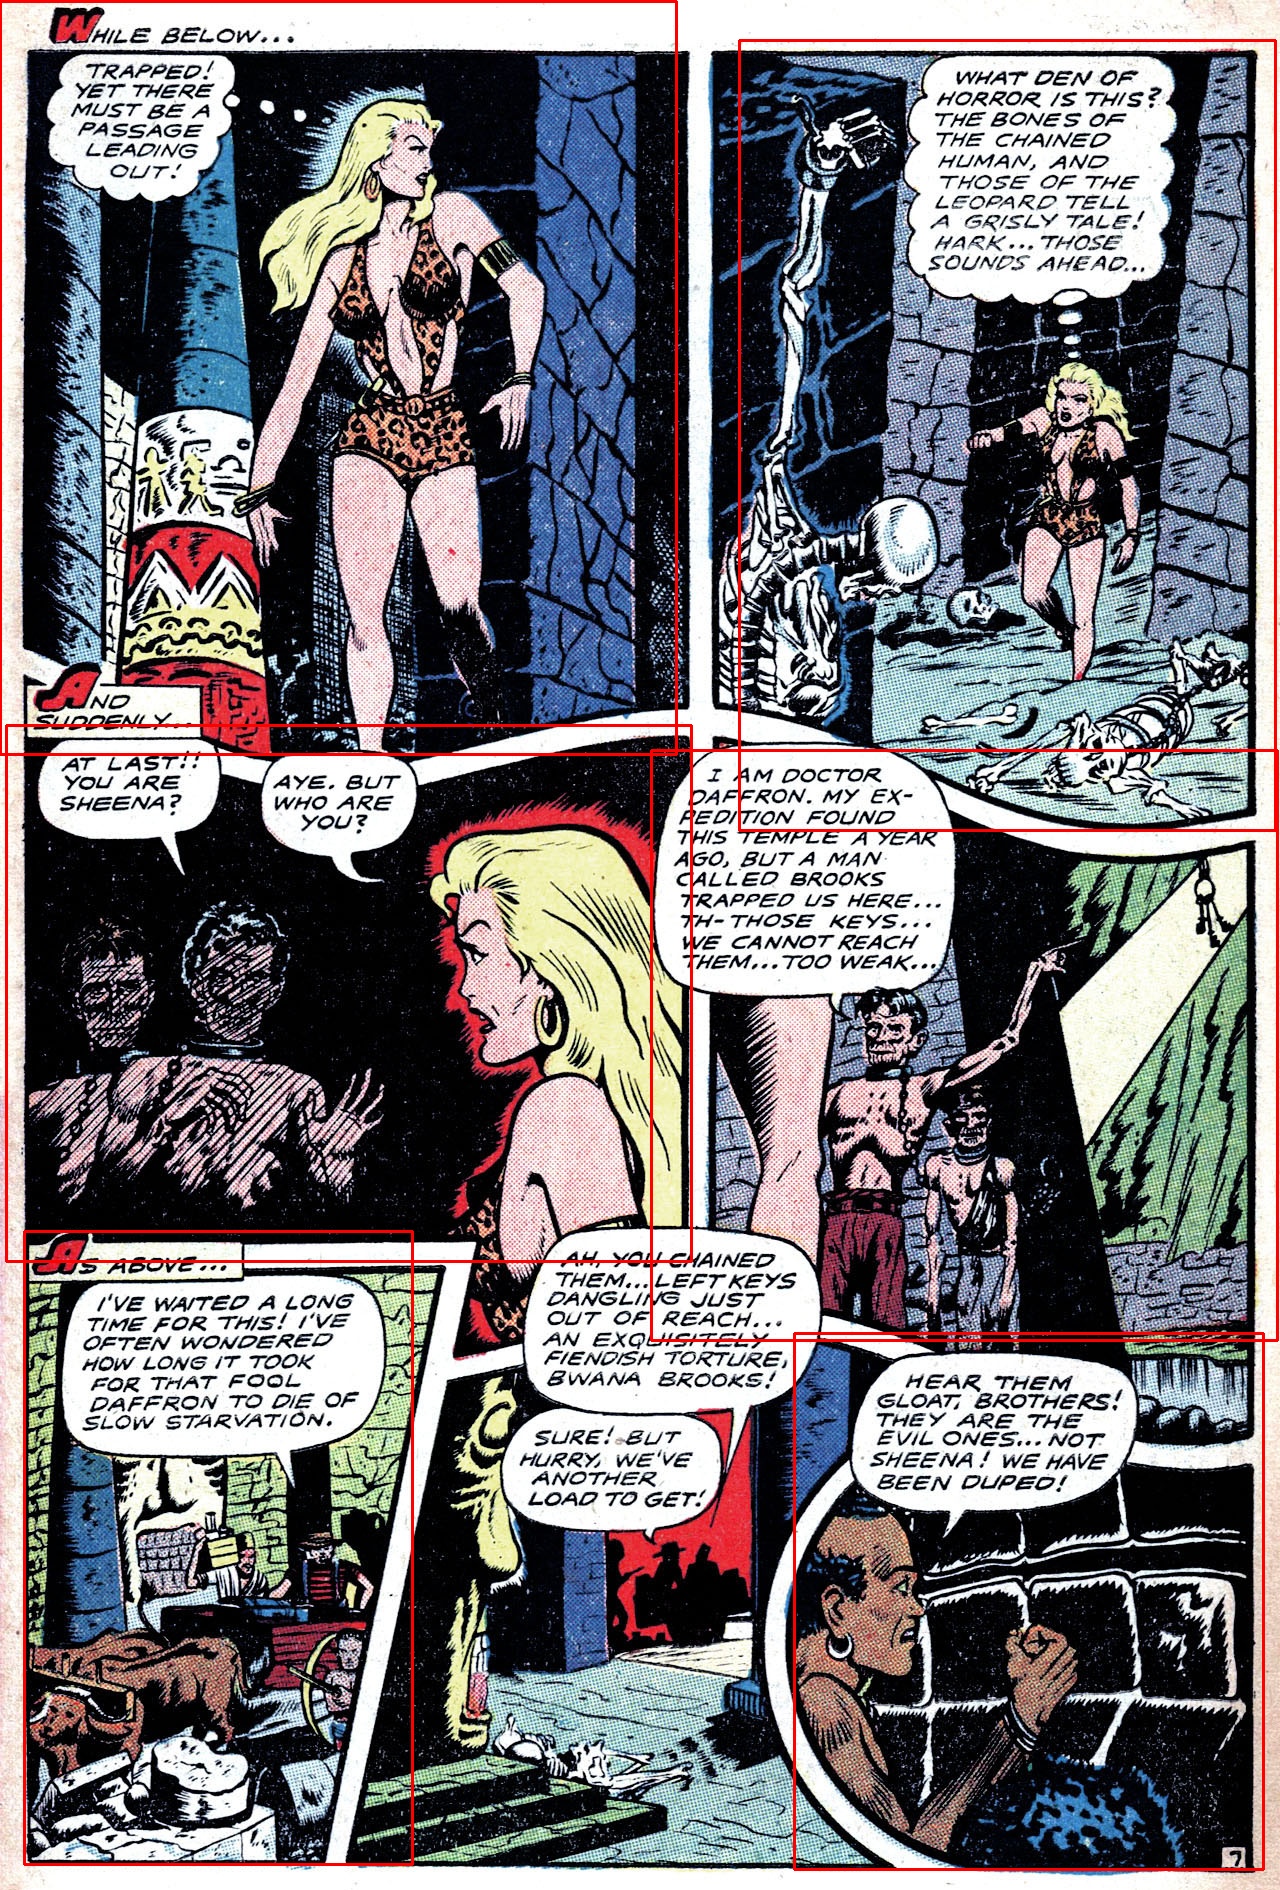 WHILE BELOW...
TRAPPED!
YET THERE
MUST BE A
PASSAGE
LEADING
OUT!
WHAT DEN OF
HORROR IS THIS?
THE BONES OF
THE CHAINED
HUMAN, AND
THOSE OF THE
LEOPARD TELL
A GRISLY TALE!
HARK... THOSE
SOUNDS AHEAD...
AND
SUDDENLY...
AT LAST!!
YOU ARE
SHEENA?
AYE. BUT
WHO ARE
YOU?
I AM DOCTOR
DAFFRON. MY EX-
PEDITION FOUND
THIS TEMPLE A YEAR
AGO, BUT A MAN
CALLED BROOKS
TRAPPED US HERE...
TH-THOSE KEYS...
WE CANNOT REACH
THEM... TOO WEAK...
AS ABOVE...
I'VE WAITED A LONG
TIME FOR THIS! I'VE
OFTEN WONDERED
HOW LONG IT TOOK
FOR THAT FOOL
DAFFRON TO DIE OF
SLOW STARVATION.
AH, YOU CHAINED
THEM... LEFT KEYS
DANGLING JUST
OUT OF REACH...
AN EXQUISITELY
FIENDISH TORTURE,
BWANA BROOKS!
SURE! BUT
HURRY, WE'VE
ANOTHER
LOAD TO GET!
HEAR THEM
GLOAT, BROTHERS!
THEY ARE THE
EVIL ONES... NOT
SHEENA! WE HAVE
BEEN DUPED!
7